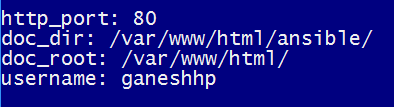 http_port: 80
doc_dir: /var/www/html/ansible/
doc_root: /var/www/html/
username: ganeshhp